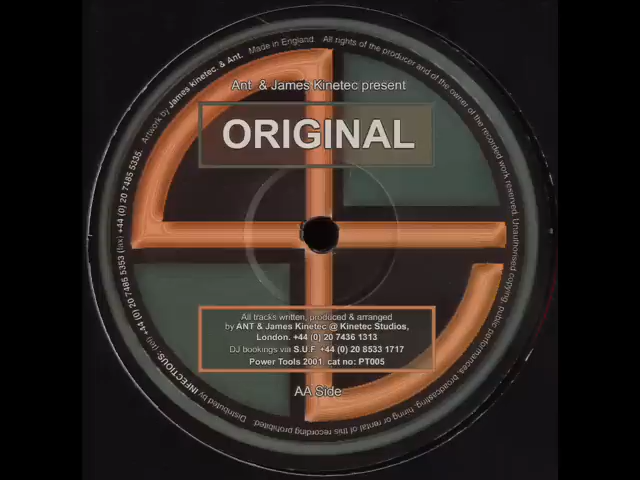 Ant & James Kinetec present
ORIGINAL
All tracks written, produced & arranged
by ANT & James Kinetec @ Kinetec Studios,
London. +44 (0) 20 7436 1313
DJ bookings via S.U.F +44 (0) 20 8533 1717
Power Tools 2001. cat no: PT005
AA Side
Distributed by INFECTIOUS: (tel) +44 (0) 20 7485 5353 (fax) +44 (0) 20 7485 5335. Artwork by James kinetec. & Ant. Made in England. All rights of the producer and of the owner of the recorded work reserved. Unauthorised copying, public performances, broadcasting, hiring or rental of this recording prohibited.